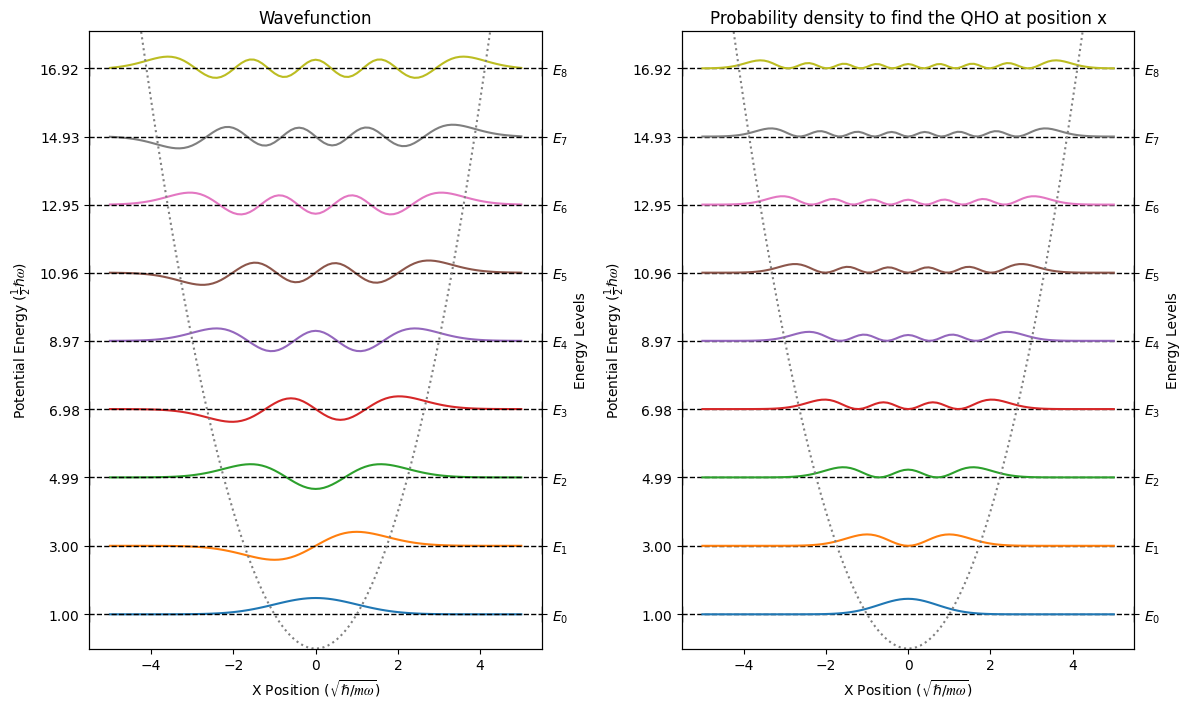 Wavefunction
16.92
14.93
12.95
10.96
8.97
6.98
4.99
3.00
1.00
Potential Energy (½ℏω)
E₈
E₇
E₆
E₅
E₄
E₃
E₂
E₁
E₀
Energy Levels
−4
−2
0
2
4
X Position (√ℏ/mω)
Probability density to find the QHO at position x
16.92
14.93
12.95
10.96
8.97
6.98
4.99
3.00
1.00
Potential Energy (½ℏω)
E₈
E₇
E₆
E₅
E₄
E₃
E₂
E₁
E₀
Energy Levels
−4
−2
0
2
4
X Position (√ℏ/mω)